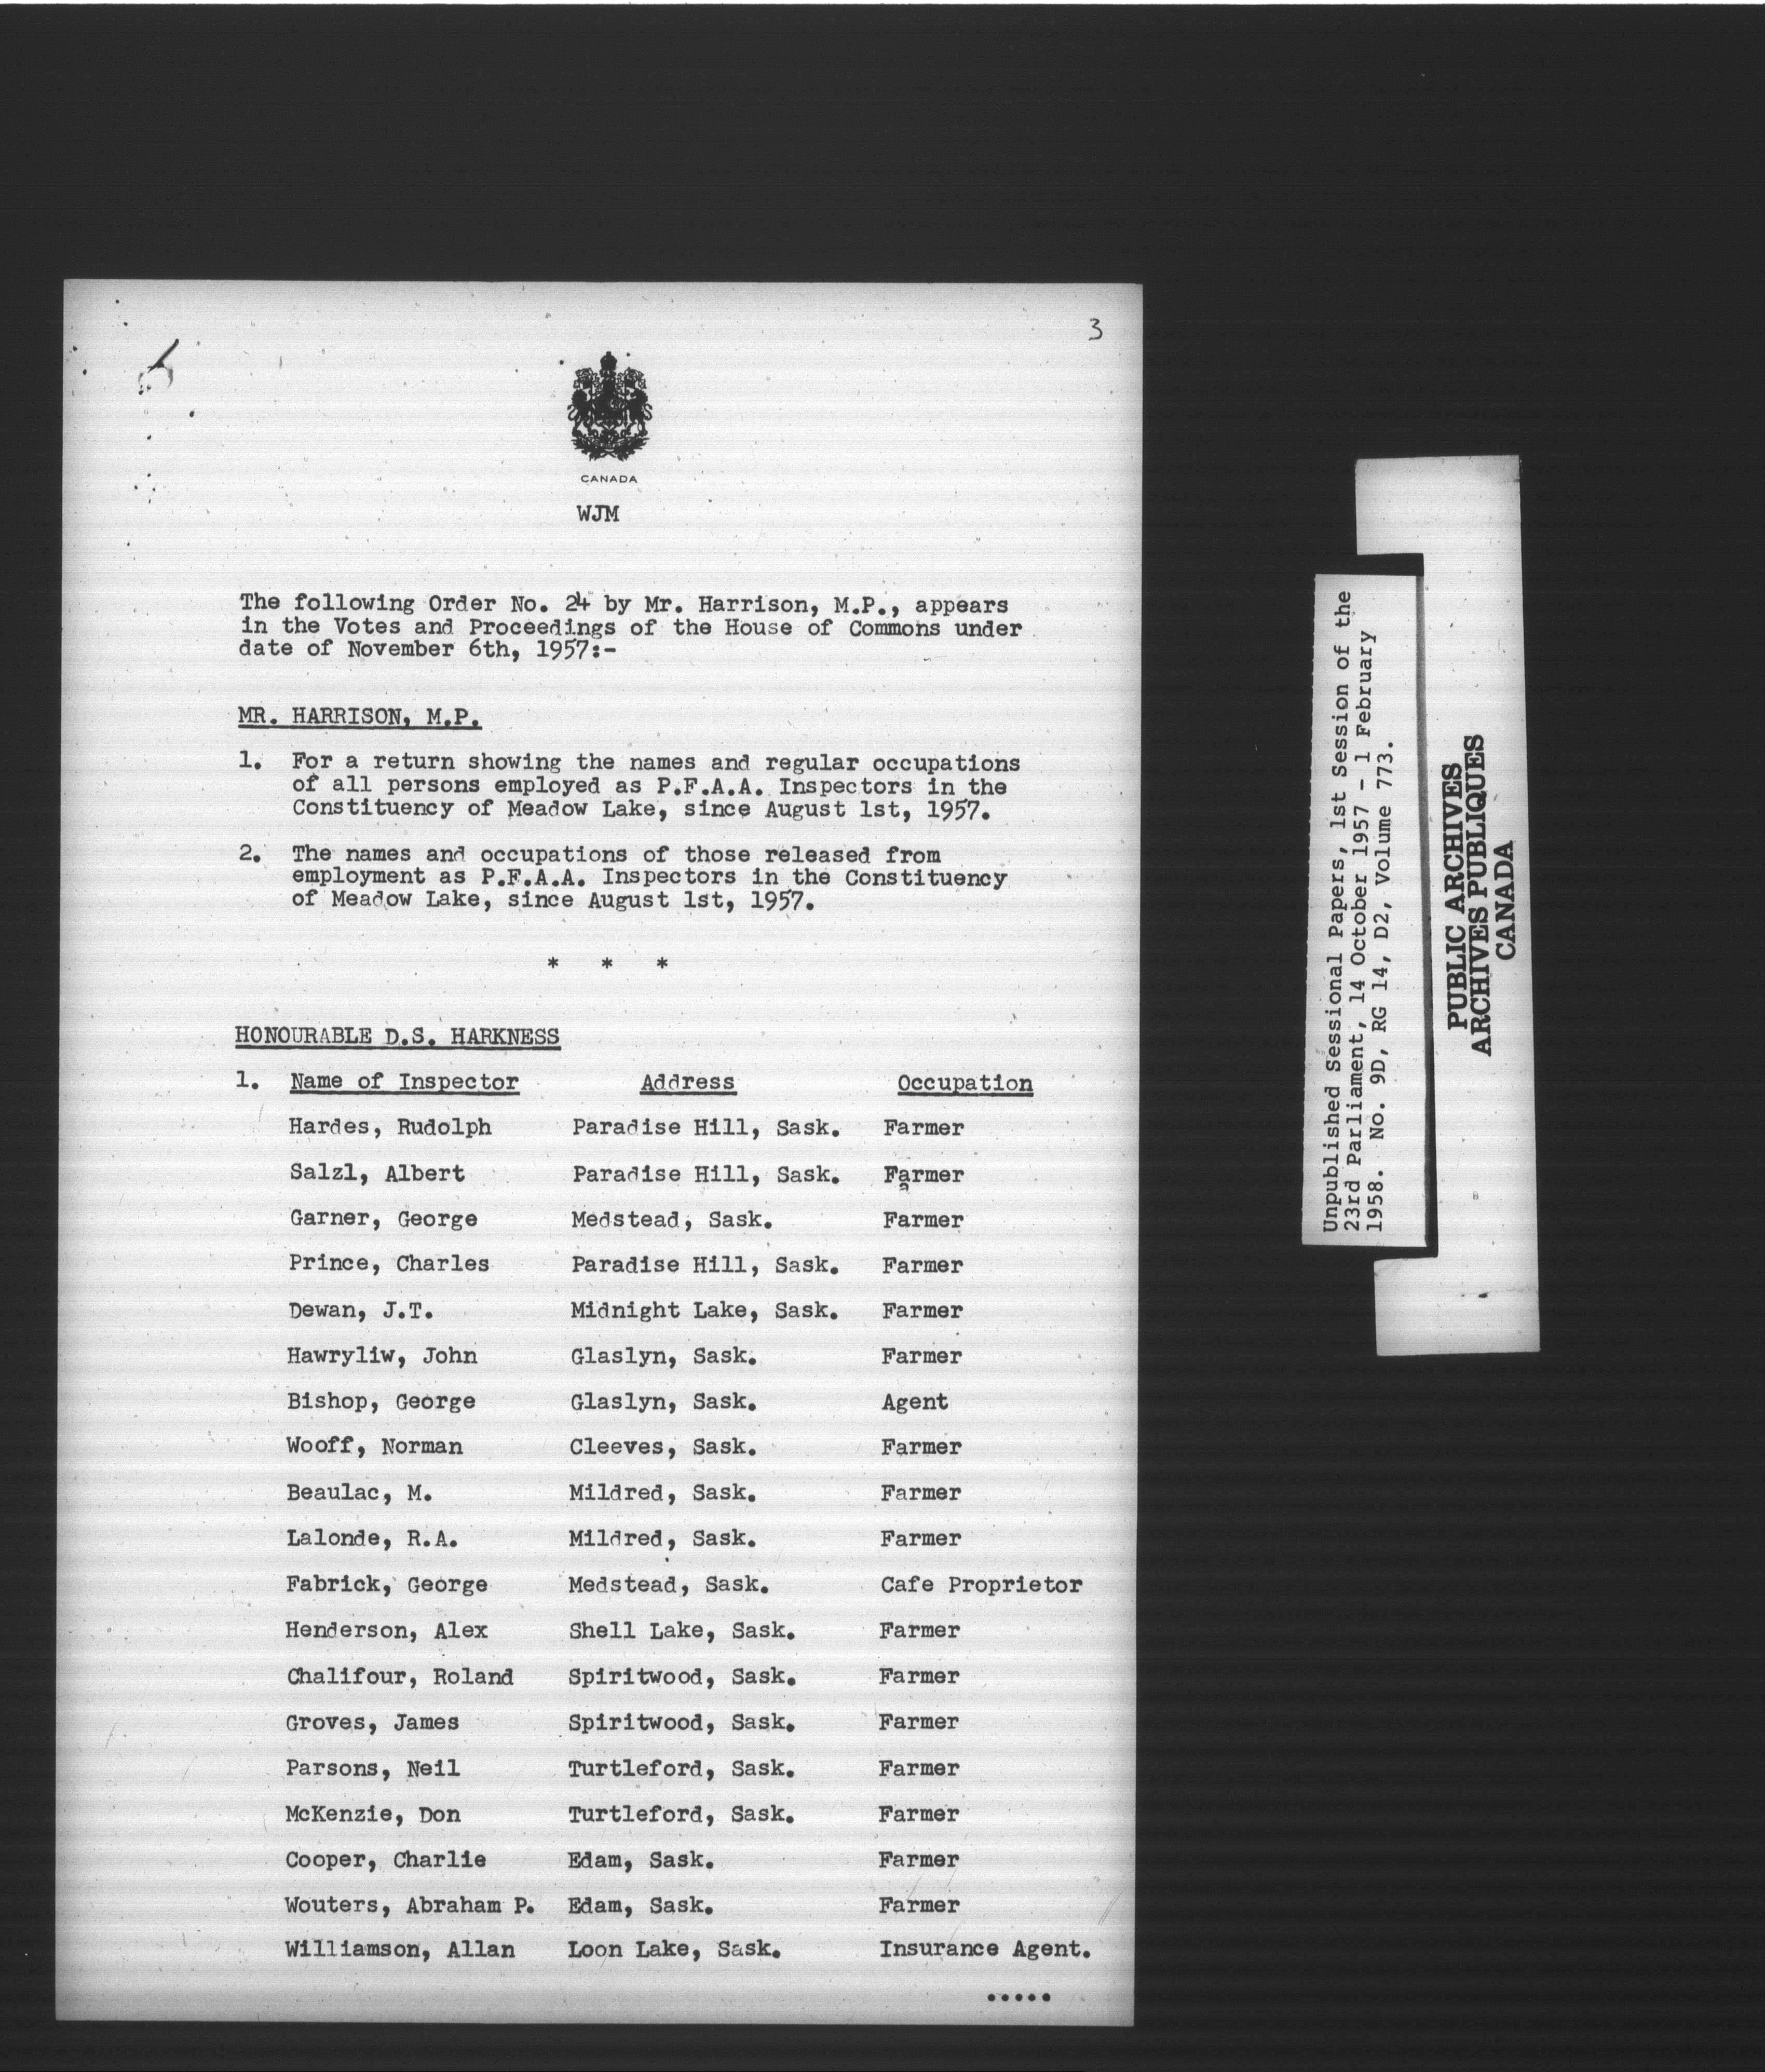 3
CANADA
WJM
The following Order No. 24 by Mr. Harrison, M.P., appears
in the Votes and Proceedings of the House of Commons under
date of November 6th, 1957:-
MR. HARRISON, M.P.
1. For a return showing the names and regular occupations
of all persons employed as P.F.A.A. Inspectors in the
Constituency of Meadow Lake, since August 1st, 1957.
2. The names and occupations of those released from
employment as P.F.A.A. Inspectors in the Constituency
of Meadow Lake, since August 1st, 1957.
* * *
HONOURABLE D.S. HARKNESS
1. Name of Inspector Address Occupation
Hardes, Rudolph Paradise Hill, Sask. Farmer
Salzl, Albert Paradise Hill, Sask. Farmer
Garner, George Medstead, Sask. Farmer
Prince, Charles Paradise Hill, Sask. Farmer
Dewan, J.T. Midnight Lake, Sask. Farmer
Hawryliw, John Glaslyn, Sask. Farmer
Bishop, George Glaslyn, Sask. Agent
Wooff, Norman Cleeves, Sask. Farmer
Beaulac, M. Mildred, Sask. Farmer
Lalonde, R.A. Mildred, Sask. Farmer
Fabrick, George Medstead, Sask. Cafe Proprietor
Henderson, Alex Shell Lake, Sask. Farmer
Chalifour, Roland Spiritwood, Sask. Farmer
Groves, James Spiritwood, Sask. Farmer
Parsons, Neil Turtleford, Sask. Farmer
McKenzie, Don Turtleford, Sask. Farmer
Cooper, Charlie Edam, Sask. Farmer
Wouters, Abraham P. Edam, Sask. Farmer
Williamson, Allan Loon Lake, Sask. Insurance Agent.
.....
Unpublished Sessional Papers, 1st Session of the
23rd Parliament, 14 October 1957 - 1 February
1958. No. 9D, RG 14, D2, Volume 773.
PUBLIC ARCHIVES
ARCHIVES PUBLIQUES
CANADA